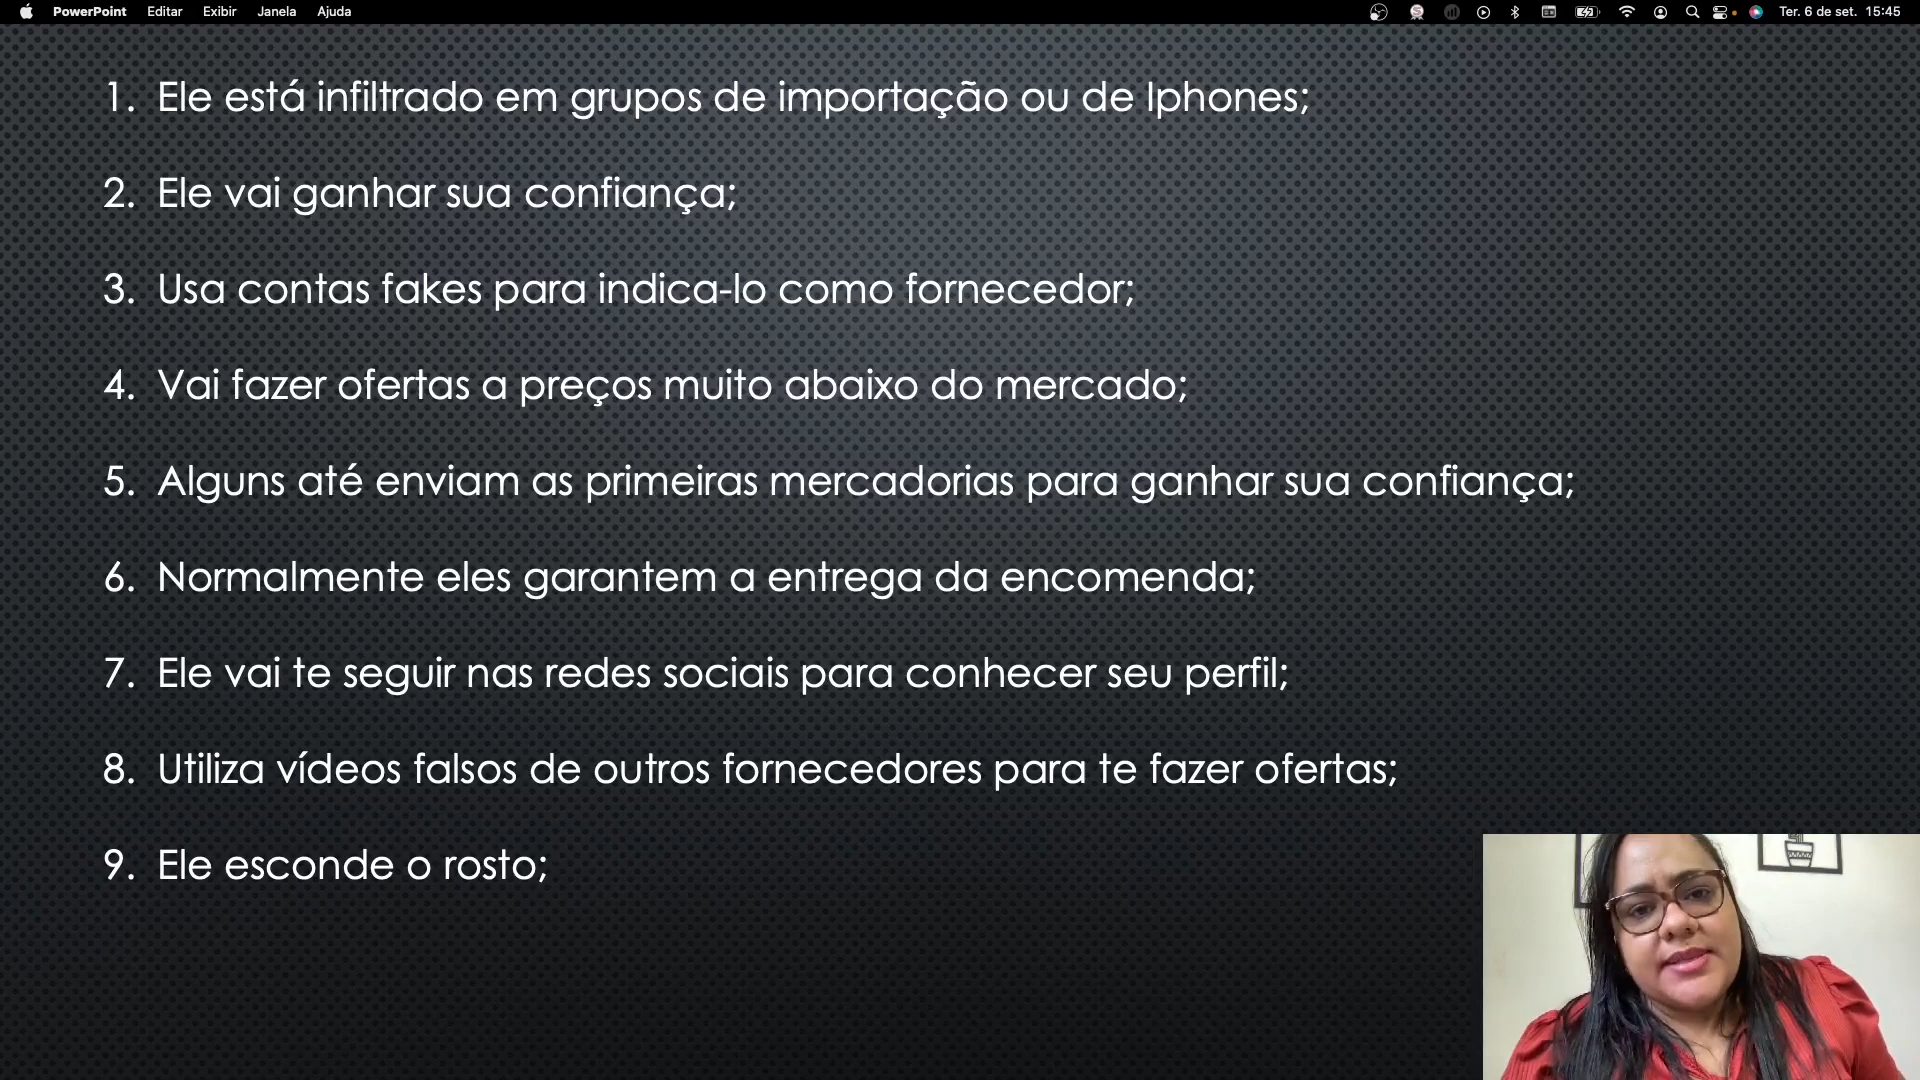 PowerPoint Editar Exibir Janela Ajuda Ter. 6 de set. 15:45
1. Ele está infiltrado em grupos de importação ou de Iphones;
2. Ele vai ganhar sua confiança;
3. Usa contas fakes para indica-lo como fornecedor;
4. Vai fazer ofertas a preços muito abaixo do mercado;
5. Alguns até enviam as primeiras mercadorias para ganhar sua confiança;
6. Normalmente eles garantem a entrega da encomenda;
7. Ele vai te seguir nas redes sociais para conhecer seu perfil;
8. Utiliza vídeos falsos de outros fornecedores para te fazer ofertas;
9. Ele esconde o rosto;